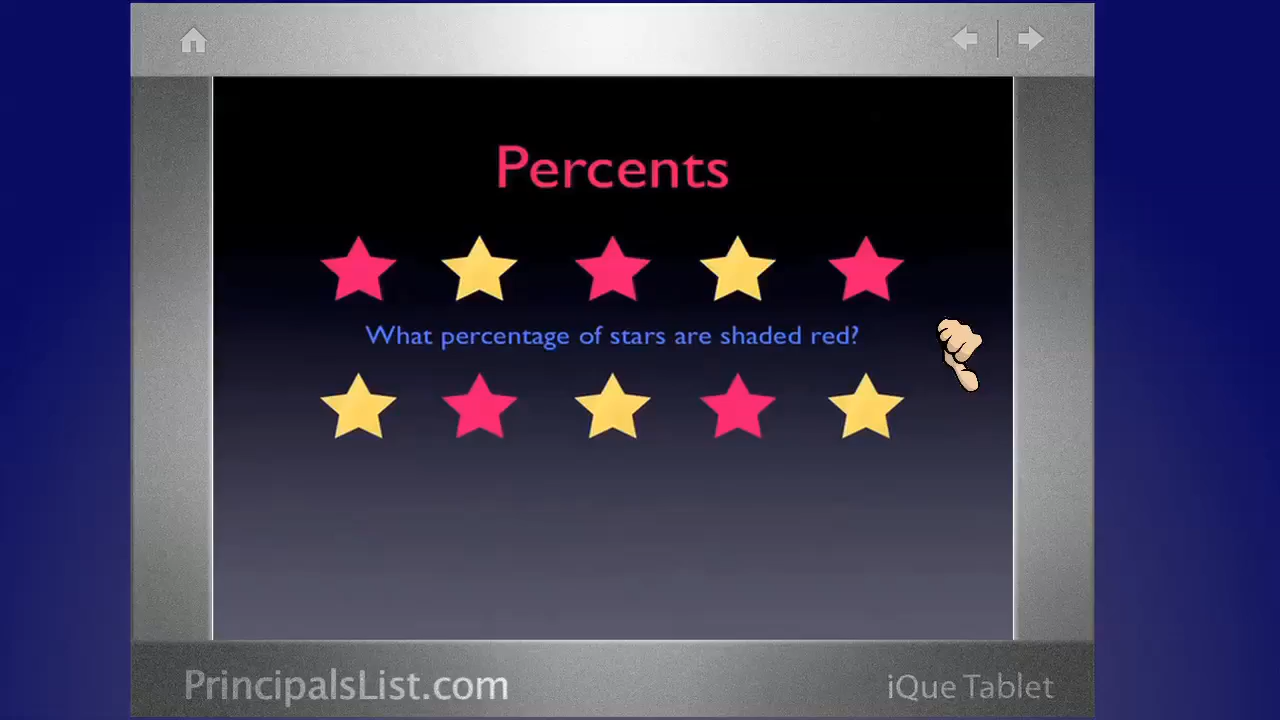 Percents
What percentage of stars are shaded red?
PrincipalsList.com
iQue Tablet